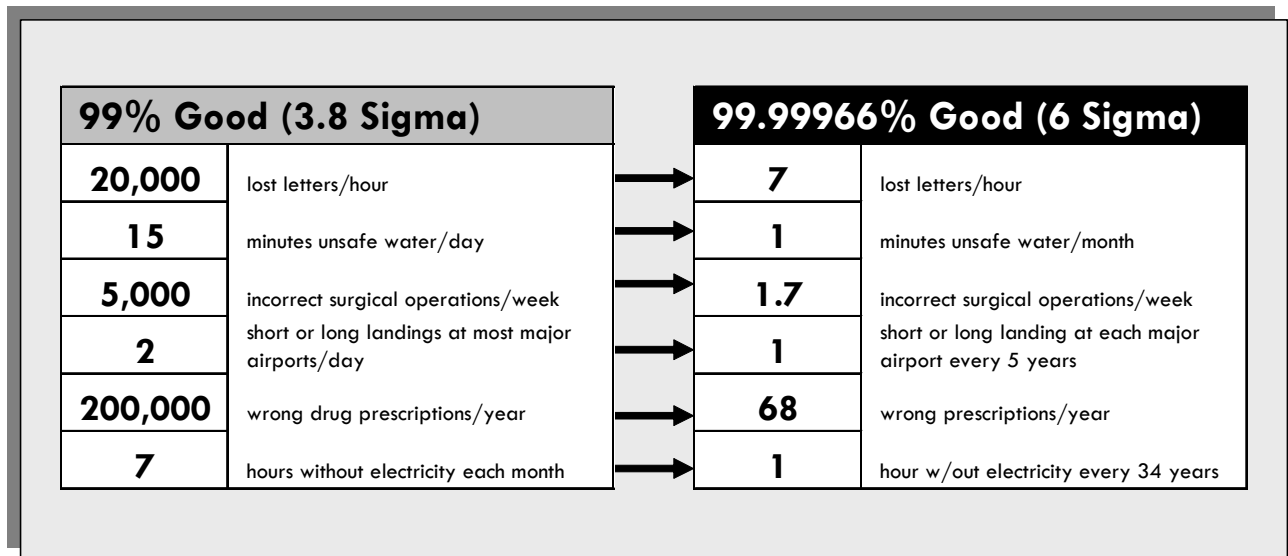 99% Good (3.8 Sigma)
99.99966% Good (6 Sigma)
20,000 lost letters/hour
7 lost letters/hour
15 minutes unsafe water/day
1 minutes unsafe water/month
5,000 incorrect surgical operations/week
1.7 incorrect surgical operations/week
2 short or long landings at most major
airports/day
1 short or long landing at each major
airport every 5 years
200,000 wrong drug prescriptions/year
68 wrong prescriptions/year
7 hours without electricity each month
1 hour w/out electricity every 34 years